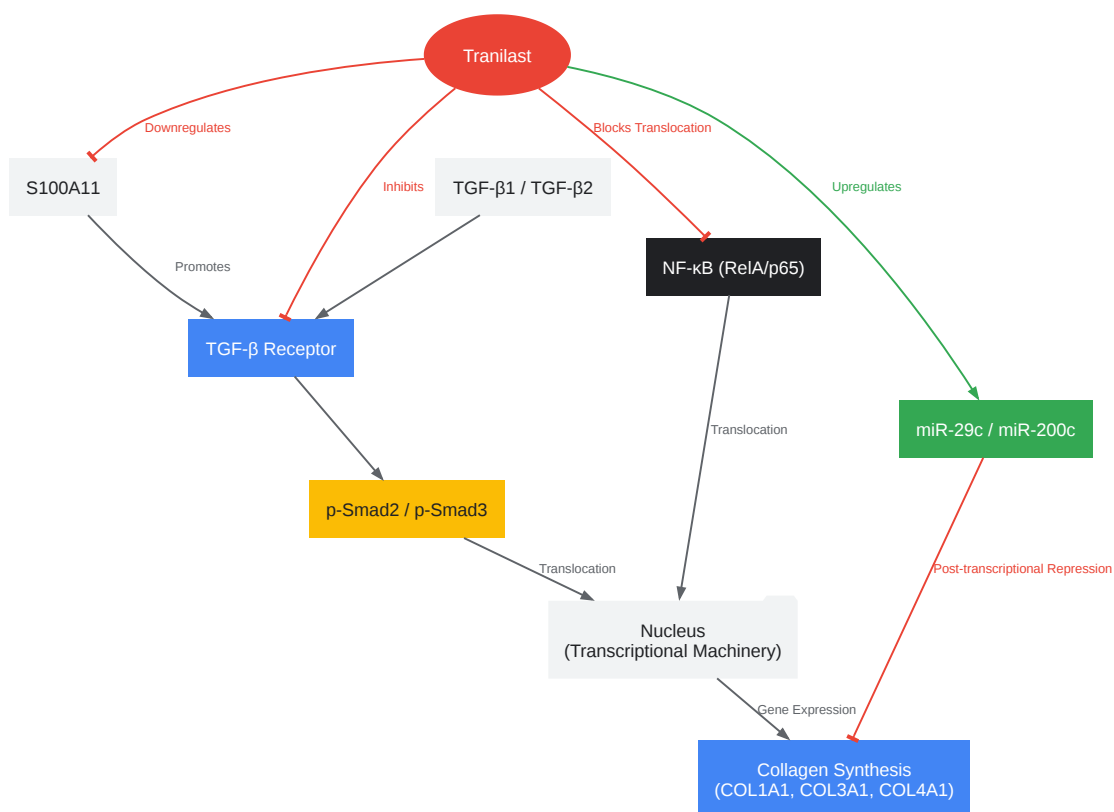 Tranilast
Downregulates
Blocks Translocation
S100A11
Inhibits
TGF-β1 / TGF-β2
Upregulates
Promotes
NF-κB (RelA/p65)
TGF-β Receptor
Translocation
miR-29c / miR-200c
p-Smad2 / p-Smad3
Translocation
Post-transcriptional Repression
Nucleus
(Transcriptional Machinery)
Gene Expression
Collagen Synthesis
(COL1A1, COL3A1, COL4A1)